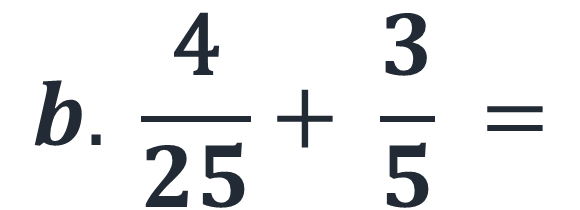 b. 4/25 + 3/5 =